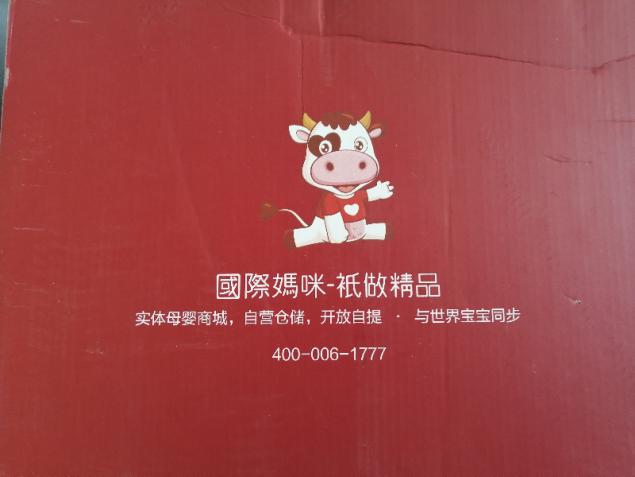 國際媽咪-衹做精品
实体母婴商城，自营仓储，开放自提 · 与世界宝宝同步
400-006-1777